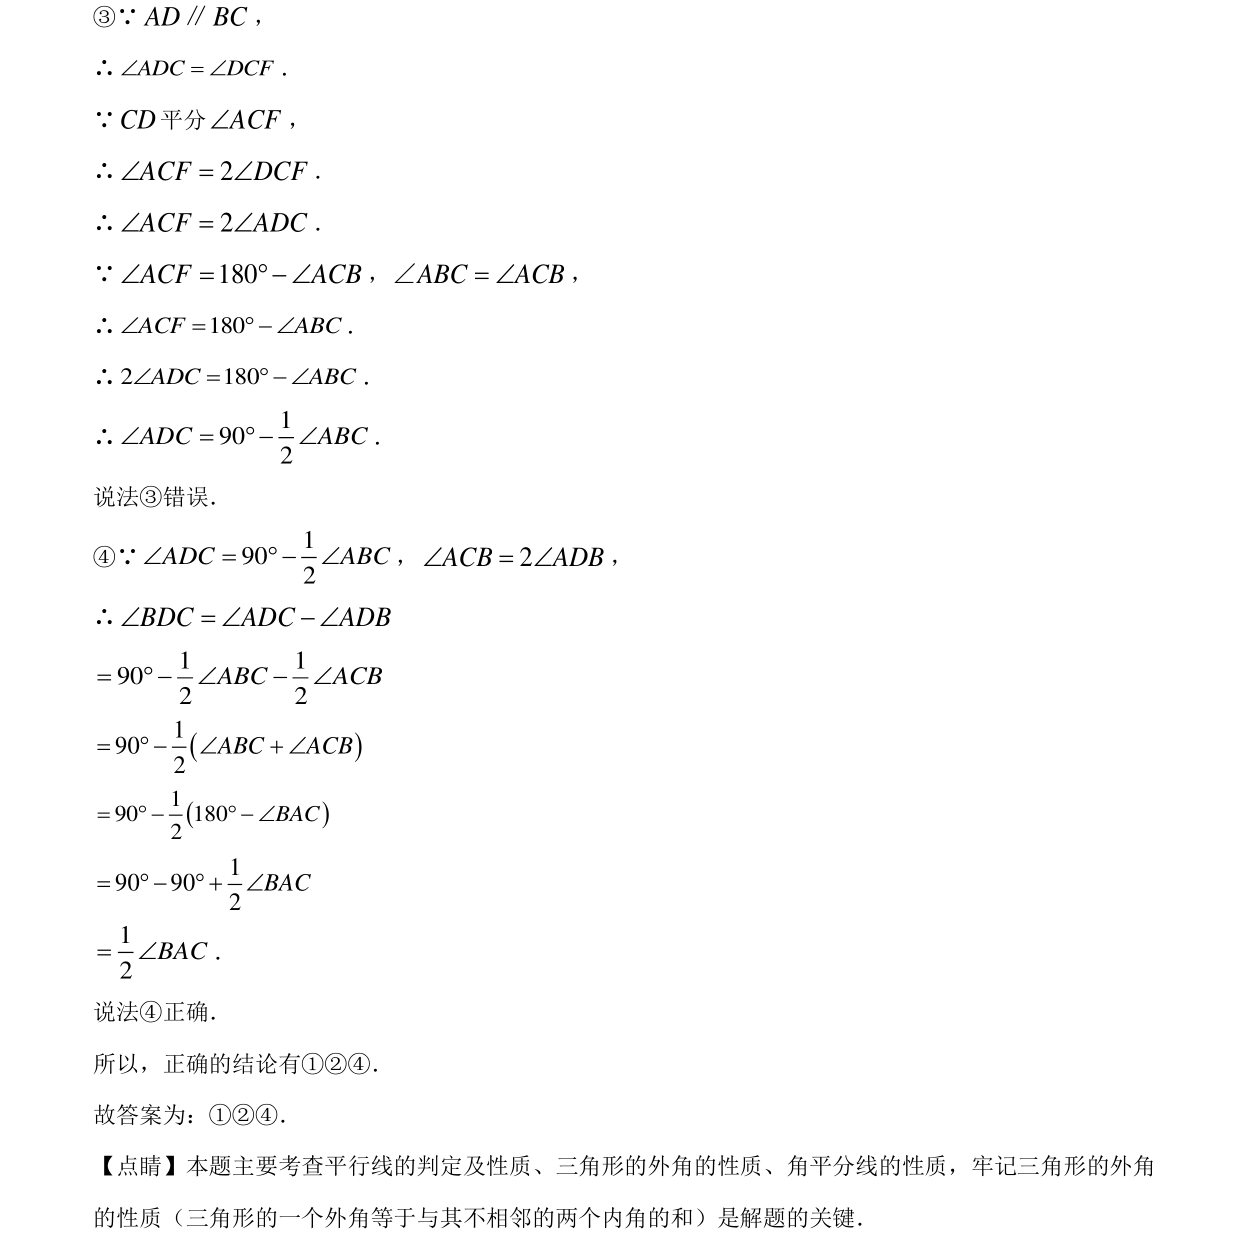 ③∵ AD∥BC，
∴∠ADC=∠DCF．
∵CD平分∠ACF，
∴∠ACF=2∠DCF．
∴∠ACF=2∠ADC．
∵∠ACF=180°−∠ACB，∠ABC=∠ACB，
∴∠ACF=180°−∠ABC．
∴2∠ADC=180°−∠ABC．
∴∠ADC=90°−1/2∠ABC．
说法③错误．
④∵∠ADC=90°−1/2∠ABC，∠ACB=2∠ADB，
∴∠BDC=∠ADC−∠ADB
=90°−1/2∠ABC−1/2∠ACB
=90°−1/2(∠ABC+∠ACB)
=90°−1/2(180°−∠BAC)
=90°−90°+1/2∠BAC
=1/2∠BAC．
说法④正确．
所以，正确的结论有①②④．
故答案为：①②④．
【点睛】本题主要考查平行线的判定及性质、三角形的外角的性质、角平分线的性质，牢记三角形的外角
的性质（三角形的一个外角等于与其不相邻的两个内角的和）是解题的关键．